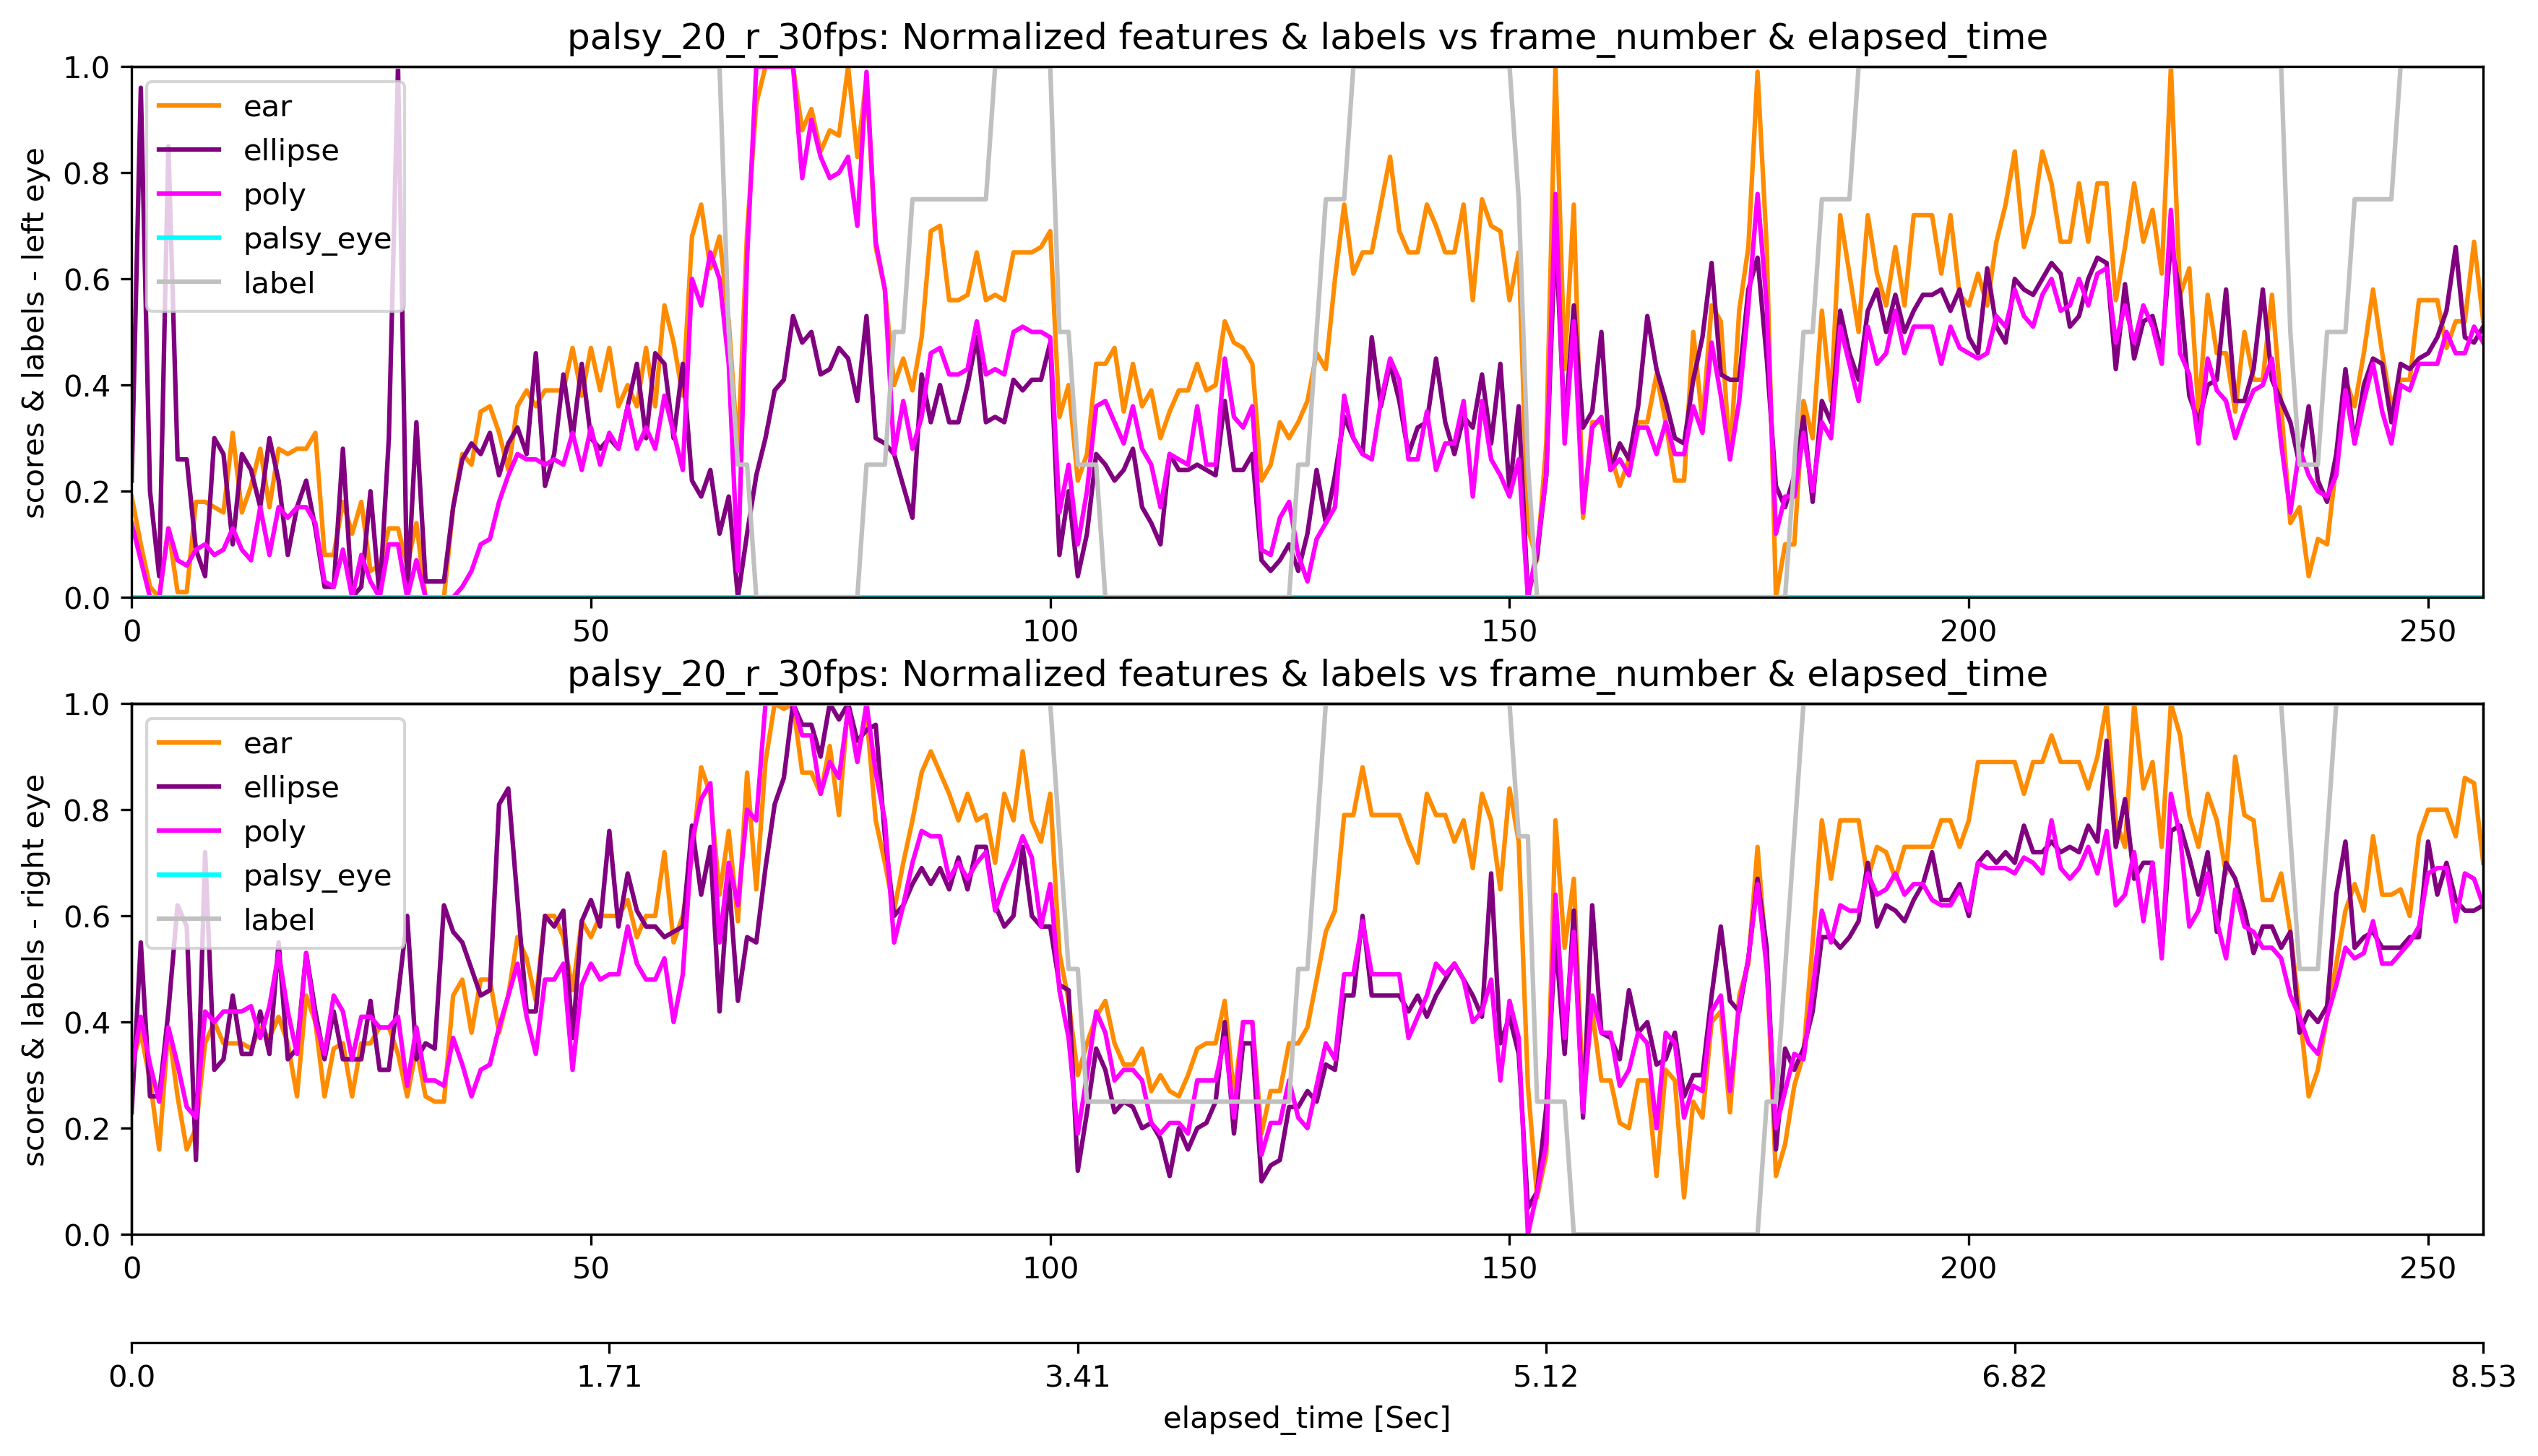 palsy_20_r_30fps: Normalized features & labels vs frame_number & elapsed_time
scores & labels - left eye
1.0
0.8
0.6
0.4
0.2
0.0
ear
ellipse
poly
palsy_eye
label
0 50 100 150 200 250
palsy_20_r_30fps: Normalized features & labels vs frame_number & elapsed_time
scores & labels - right eye
1.0
0.8
0.6
0.4
0.2
0.0
ear
ellipse
poly
palsy_eye
label
0 50 100 150 200 250
0.0 1.71 3.41 5.12 6.82 8.53
elapsed_time [Sec]